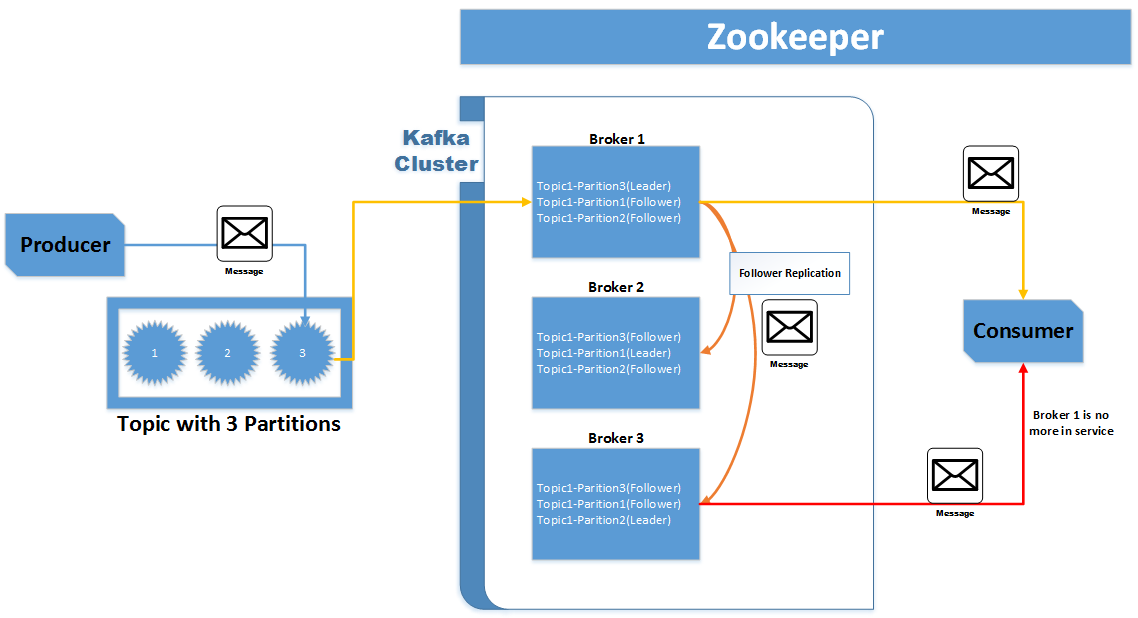 Zookeeper
Kafka
Cluster
Broker 1
Topic1-Parition3(Leader)
Topic1-Parition1(Follower)
Topic1-Parition2(Follower)
Message
Producer
Message
Follower Replication
Broker 2
Topic1-Parition3(Follower)
Topic1-Parition1(Leader)
Topic1-Parition2(Follower)
Message
Consumer
1
2
3
Topic with 3 Partitions
Broker 1 is no
more in service
Broker 3
Topic1-Parition3(Follower)
Topic1-Parition1(Follower)
Topic1-Parition2(Leader)
Message